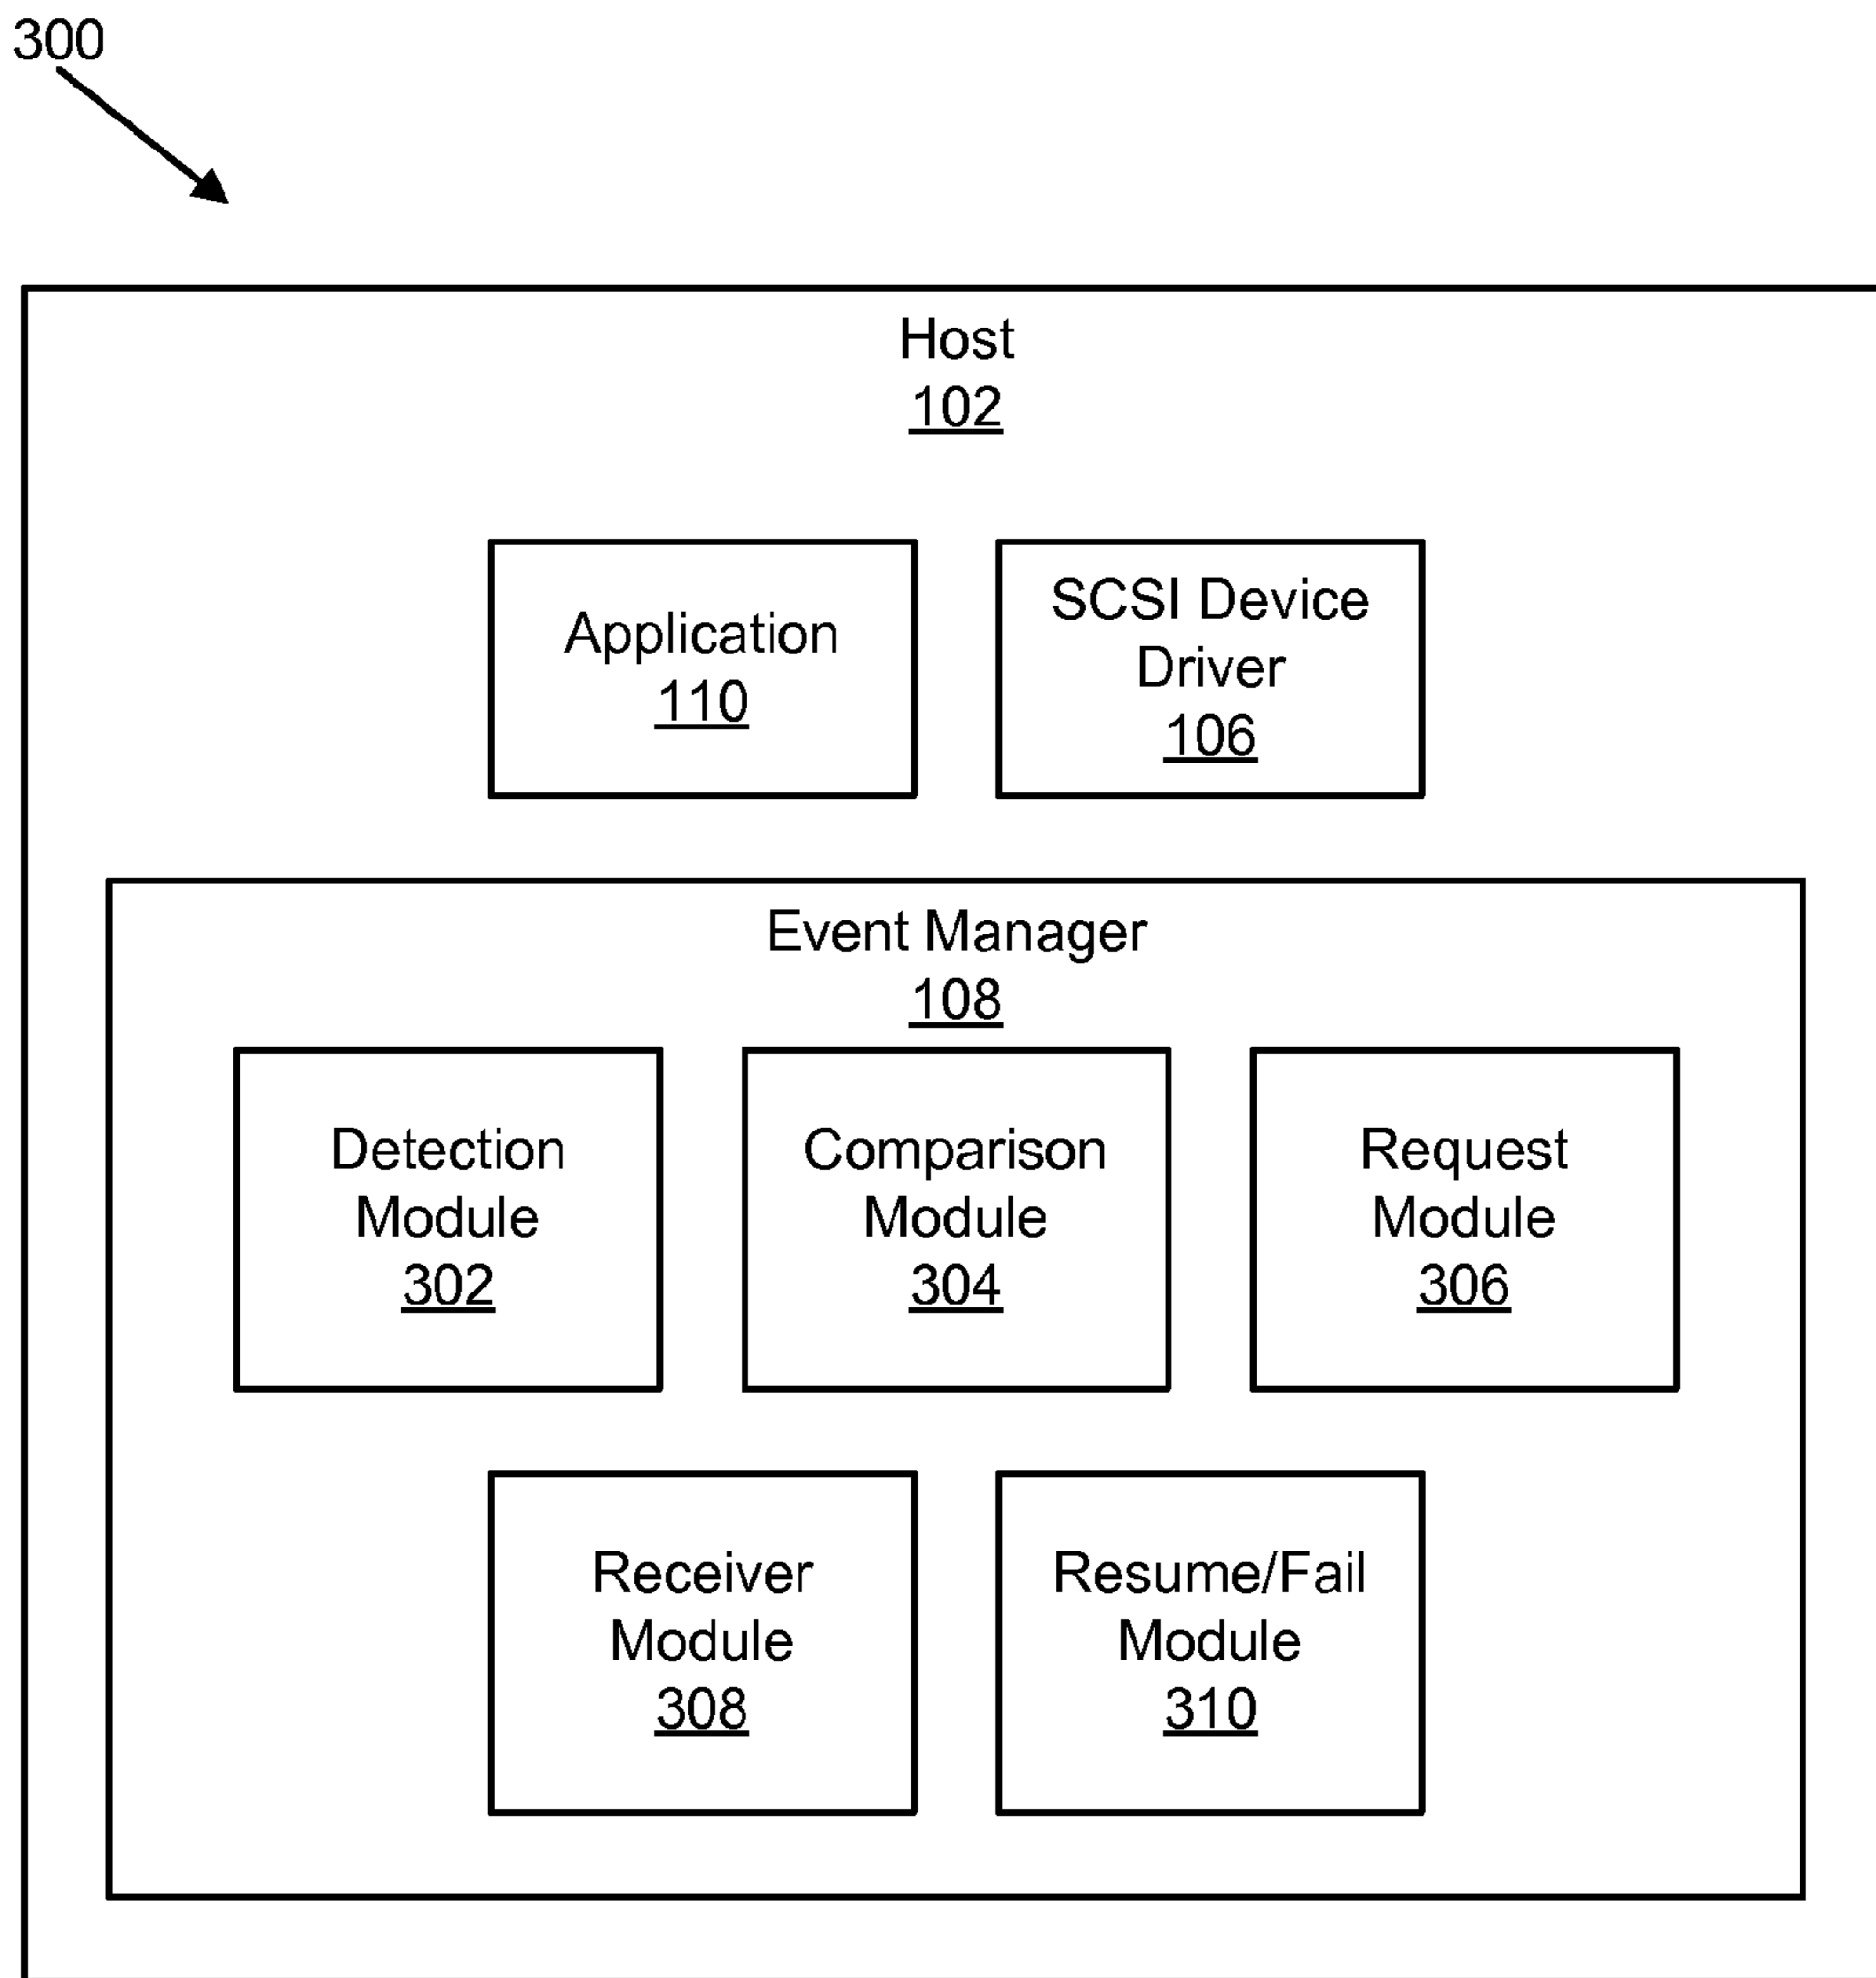 300
Host
102
Application
110
SCSI Device
Driver
106
Event Manager
108
Detection
Module
302
Comparison
Module
304
Request
Module
306
Receiver
Module
308
Resume/Fail
Module
310